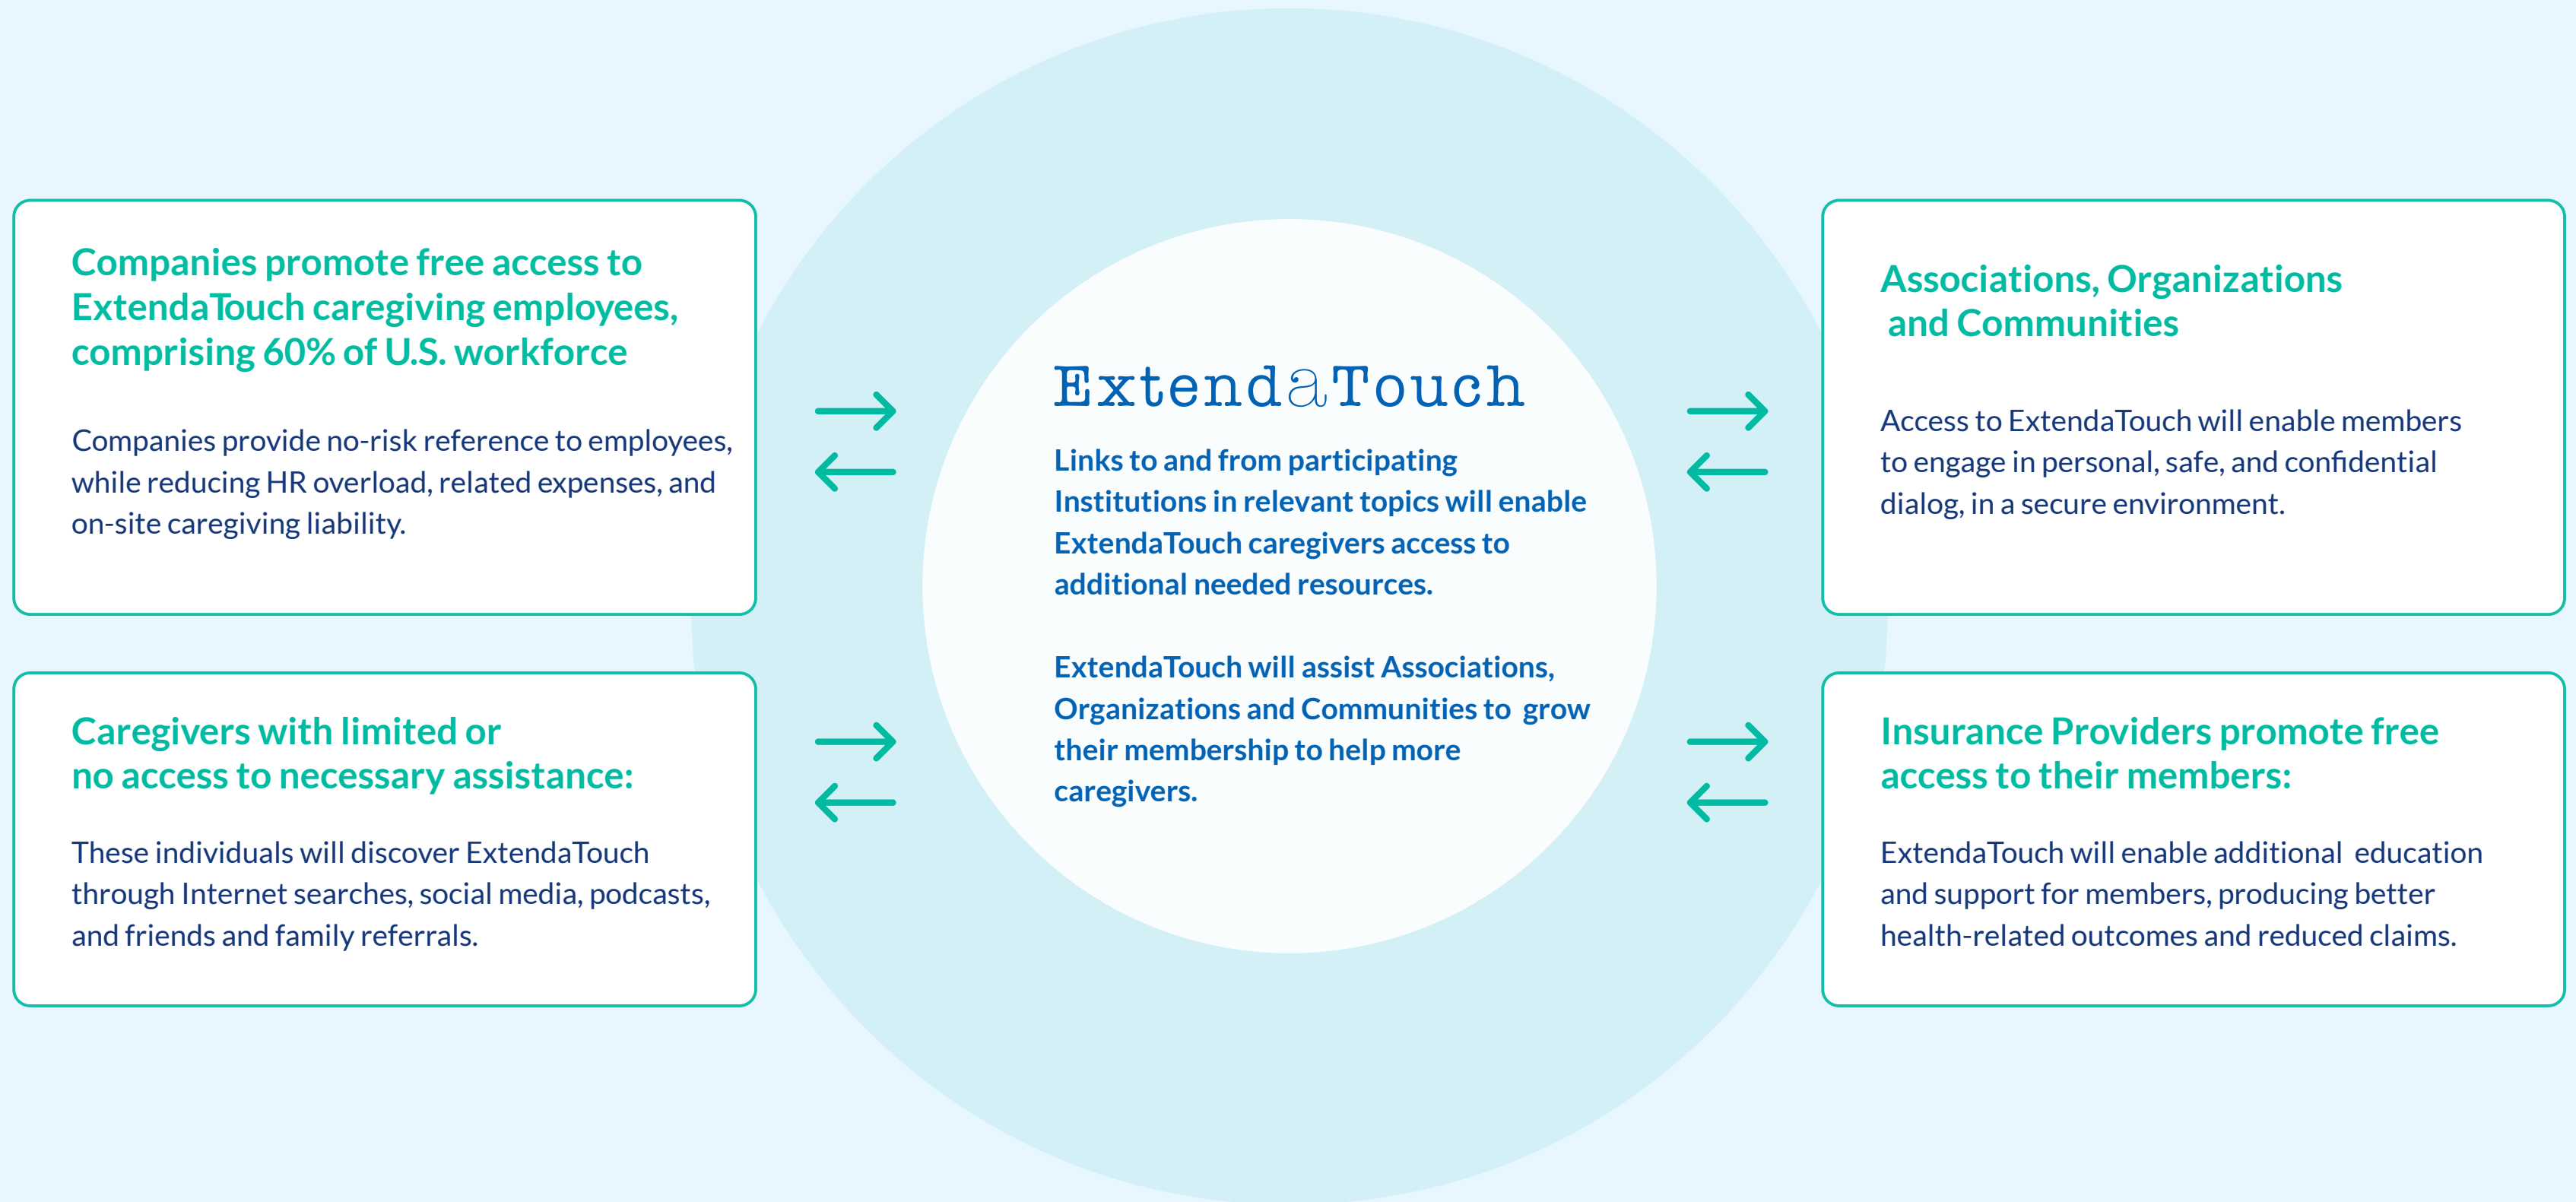 Companies promote free access to
ExtendaTouch caregiving employees,
comprising 60% of U.S. workforce
Companies provide no-risk reference to employees,
while reducing HR overload, related expenses, and
on-site caregiving liability.
Caregivers with limited or
no access to necessary assistance:
These individuals will discover ExtendaTouch
through Internet searches, social media, podcasts,
and friends and family referrals.
ExtendaTouch
Links to and from participating
Institutions in relevant topics will enable
ExtendaTouch caregivers access to
additional needed resources.
ExtendaTouch will assist Associations,
Organizations and Communities to grow
their membership to help more
caregivers.
Associations, Organizations
and Communities
Access to ExtendaTouch will enable members
to engage in personal, safe, and confidential
dialog, in a secure environment.
Insurance Providers promote free
access to their members:
ExtendaTouch will enable additional education
and support for members, producing better
health-related outcomes and reduced claims.